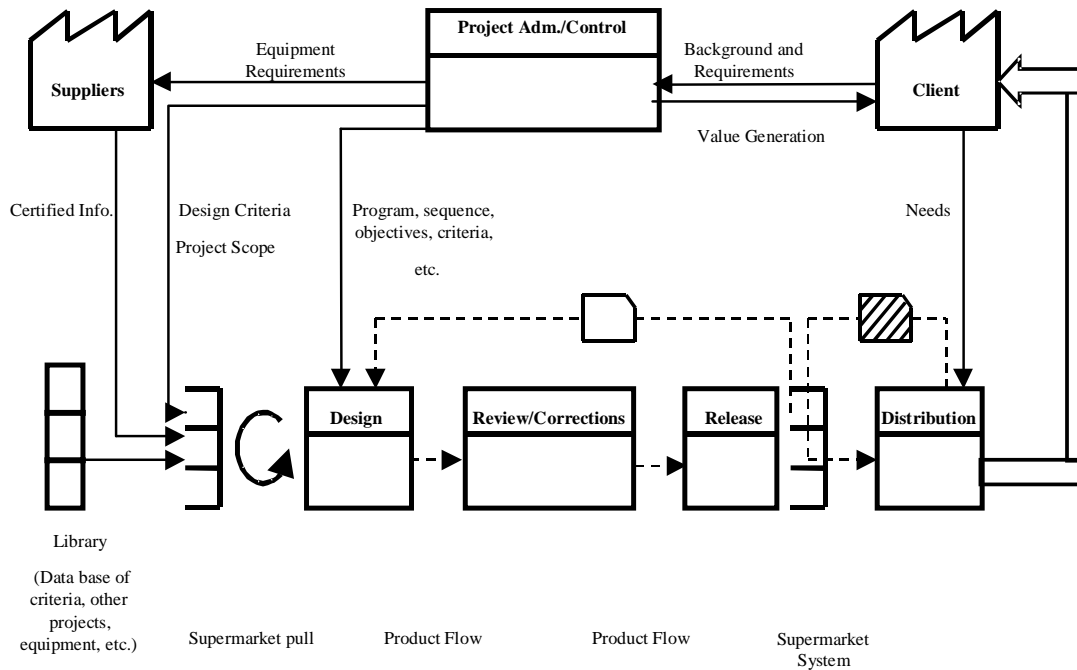 Project Adm./Control
Equipment
Requirements
Background and
Requirements
Suppliers
Client
Value Generation
Certified Info.
Design Criteria
Project Scope
Program, sequence,
objectives, criteria,
etc.
Needs
Design
Review/Corrections
Release
Distribution
Library
(Data base of
criteria, other
projects,
equipment, etc.)
Supermarket pull
Product Flow
Product Flow
Supermarket
System